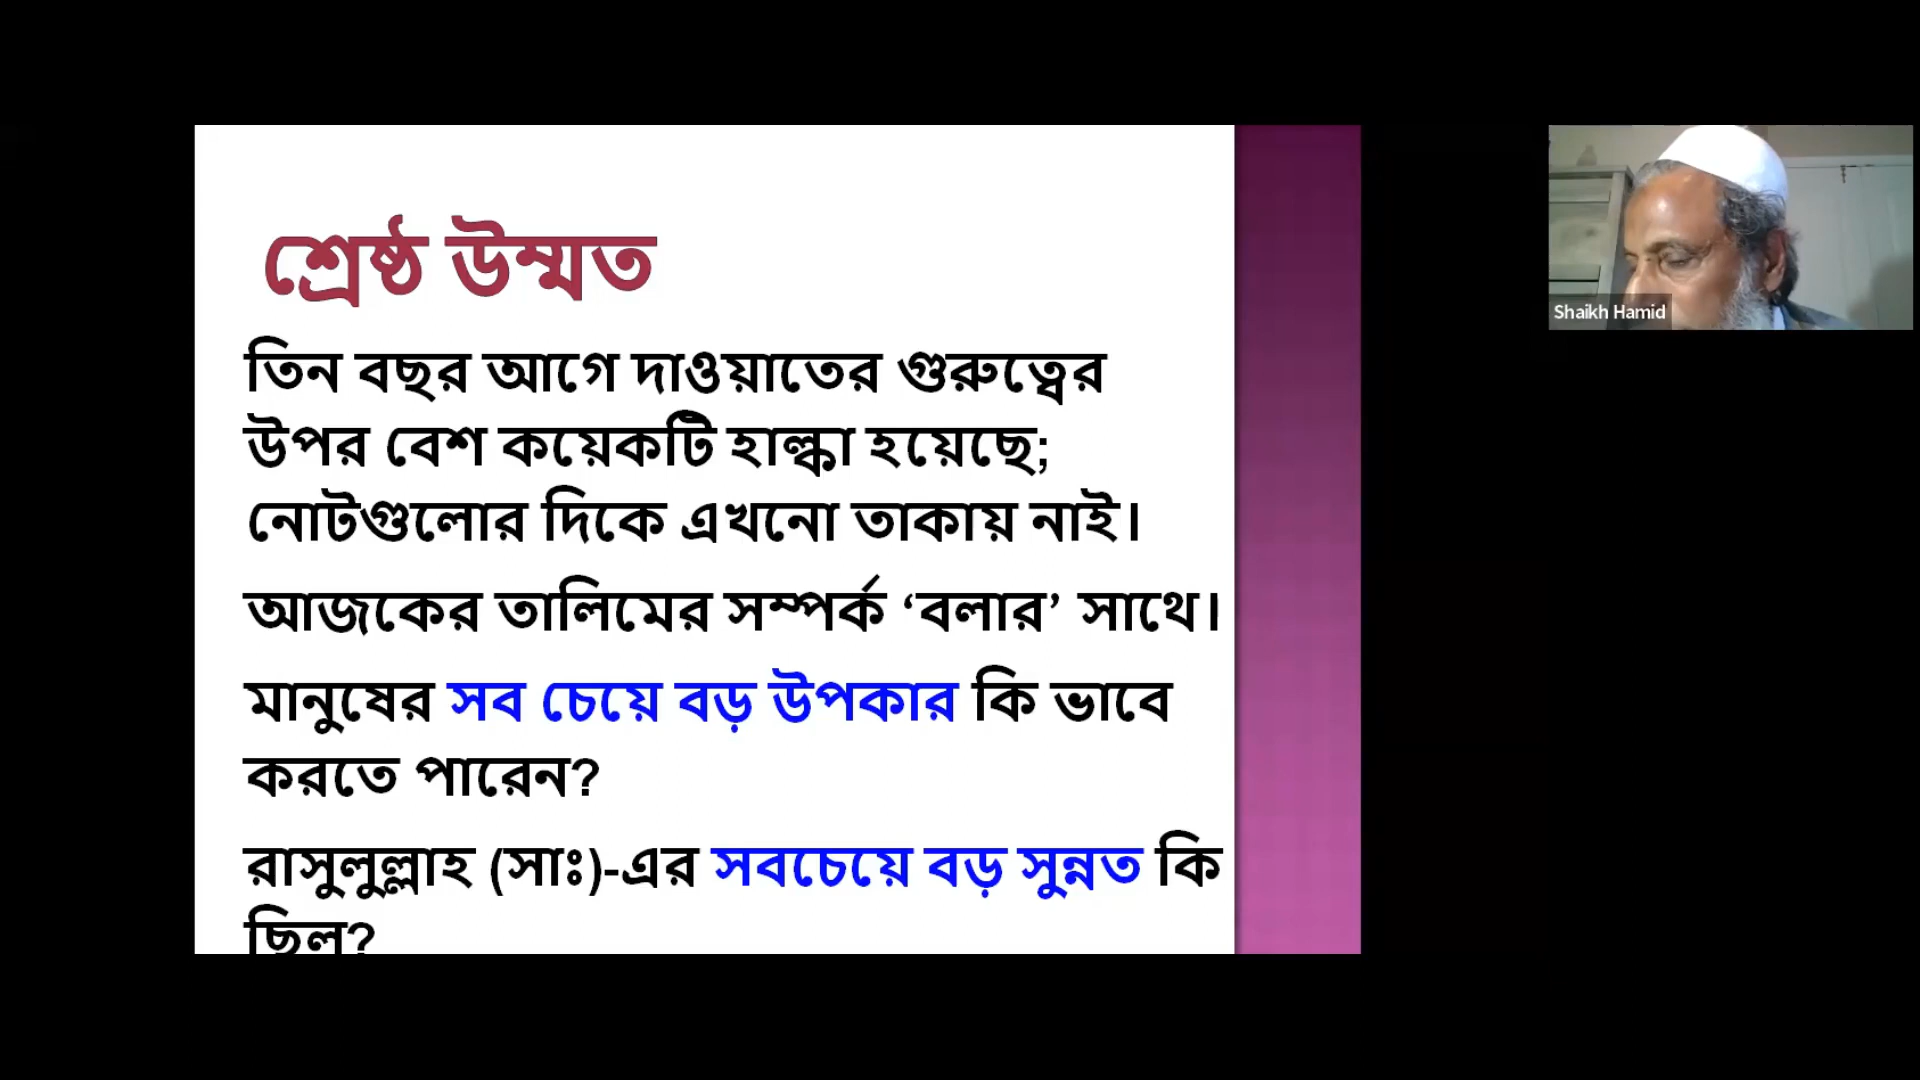 শ্রেষ্ঠ উম্মত
তিন বছর আগে দাওয়াতের গুরুত্বের
উপর বেশ কয়েকটি হাল্কা হয়েছে;
নোটগুলোর দিকে এখনো তাকায় নাই।
আজকের তালিমের সম্পর্ক ‘বলার’ সাথে।
মানুষের সব চেয়ে বড় উপকার কি ভাবে
করতে পারেন?
রাসুলুল্লাহ (সাঃ)-এর সবচেয়ে বড় সুন্নত কি
ছিল?
Shaikh Hamid